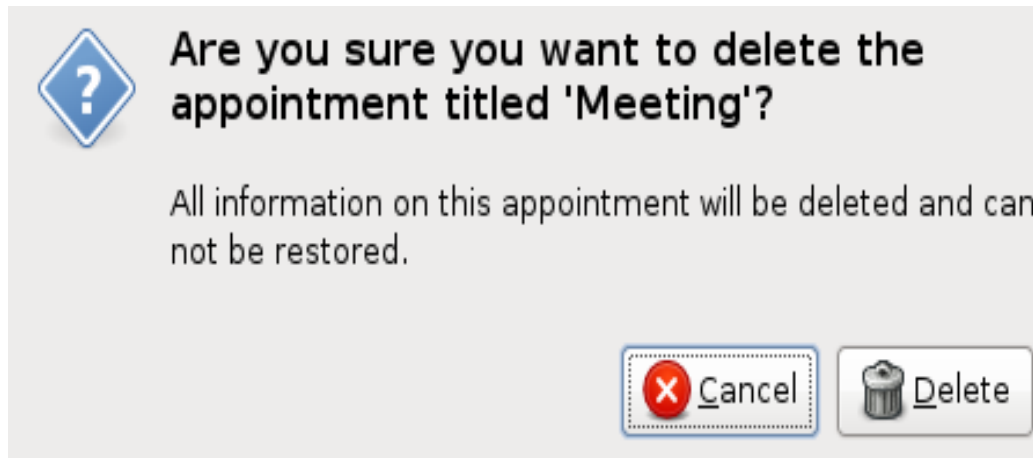 Are you sure you want to delete the
appointment titled 'Meeting'?
All information on this appointment will be deleted and can
not be restored.
Cancel
Delete